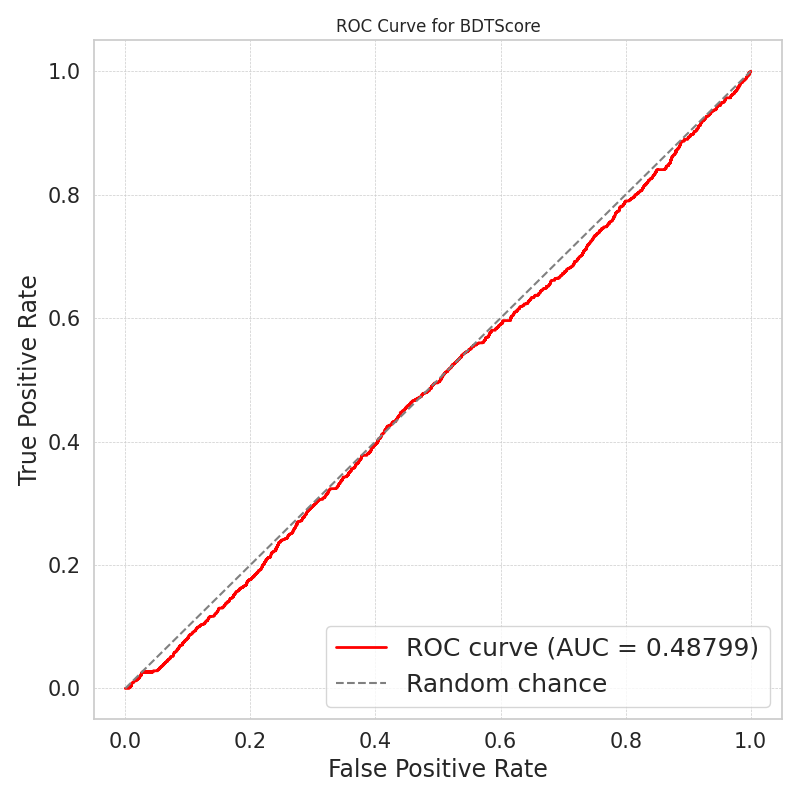 ROC Curve for BDTScore
True Positive Rate
1.0
0.8
0.6
0.4
0.2
0.0
ROC curve (AUC = 0.48799)
Random chance
0.0 0.2 0.4 0.6 0.8 1.0
False Positive Rate